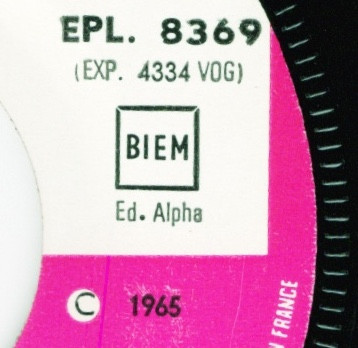 EPL. 8369
(EXP. 4334 VOG)
BIEM
Ed. Alpha
C 1965
N FRANCE